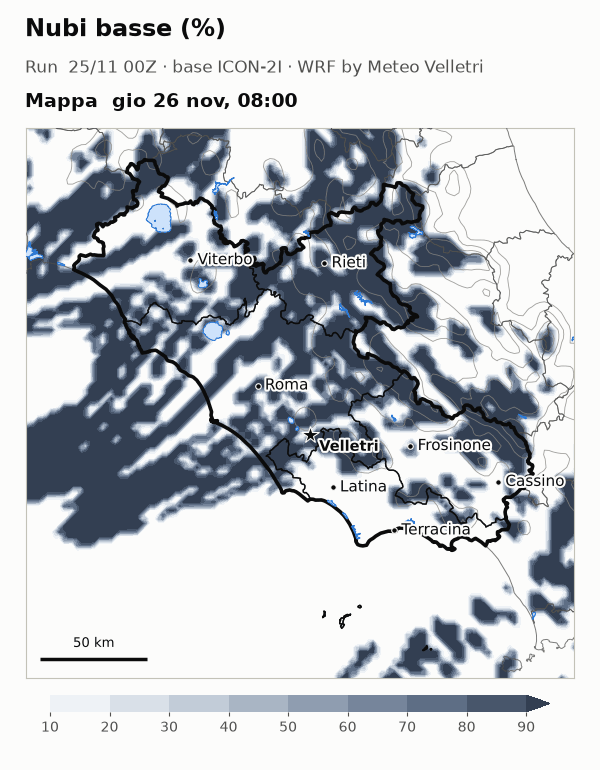 Nubi basse (%)
Run  25/11 00Z · base ICON-2I · WRF by Meteo Velletri
Mappa  gio 26 nov, 08:00
Viterbo
Rieti
Roma
Velletri
Frosinone
Cassino
Latina
Terracina
50 km
10 20 30 40 50 60 70 80 90